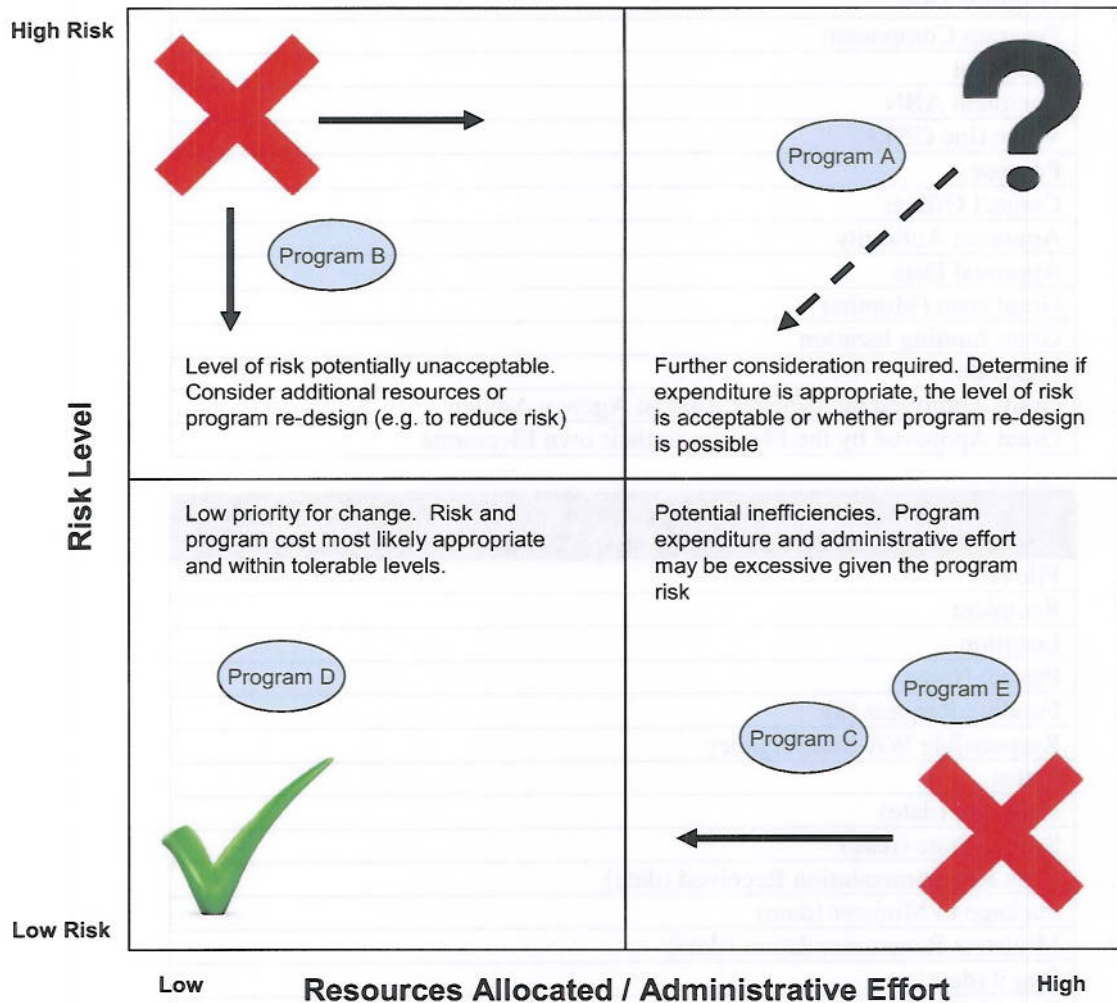 High Risk
Program A
Program B
Level of risk potentially unacceptable.
Consider additional resources or
program re-design (e.g. to reducer risk)
Further consideration required. Determine if
expenditure is appropriate, the level of risk
is acceptable or whether program re-design
is possible
Risk Level
Low priority for change. Risk and
program cost most likely appropriate
and within tolerable levels.
Potential inefficiencies. Program
expenditure and administrative effort
may be excessive given the program
risk
Program D
Program E
Program C
Low Risk
Low
Resources Allocated / Administrative Effort
High